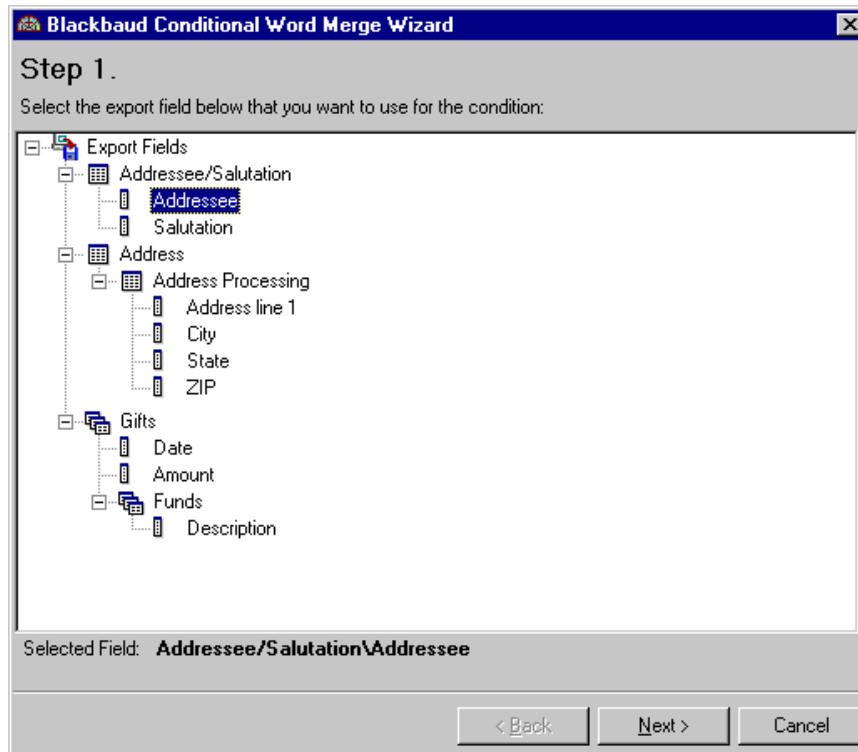 Blackbaud Conditional Word Merge Wizard
Step 1.
Select the export field below that you want to use for the condition:
Export Fields
Addressee/Salutation
Addressee
Salutation
Address
Address Processing
Address line 1
City
State
ZIP
Gifts
Date
Amount
Funds
Description
Selected Field: Addressee/Salutation\Addressee
< Back Next > Cancel